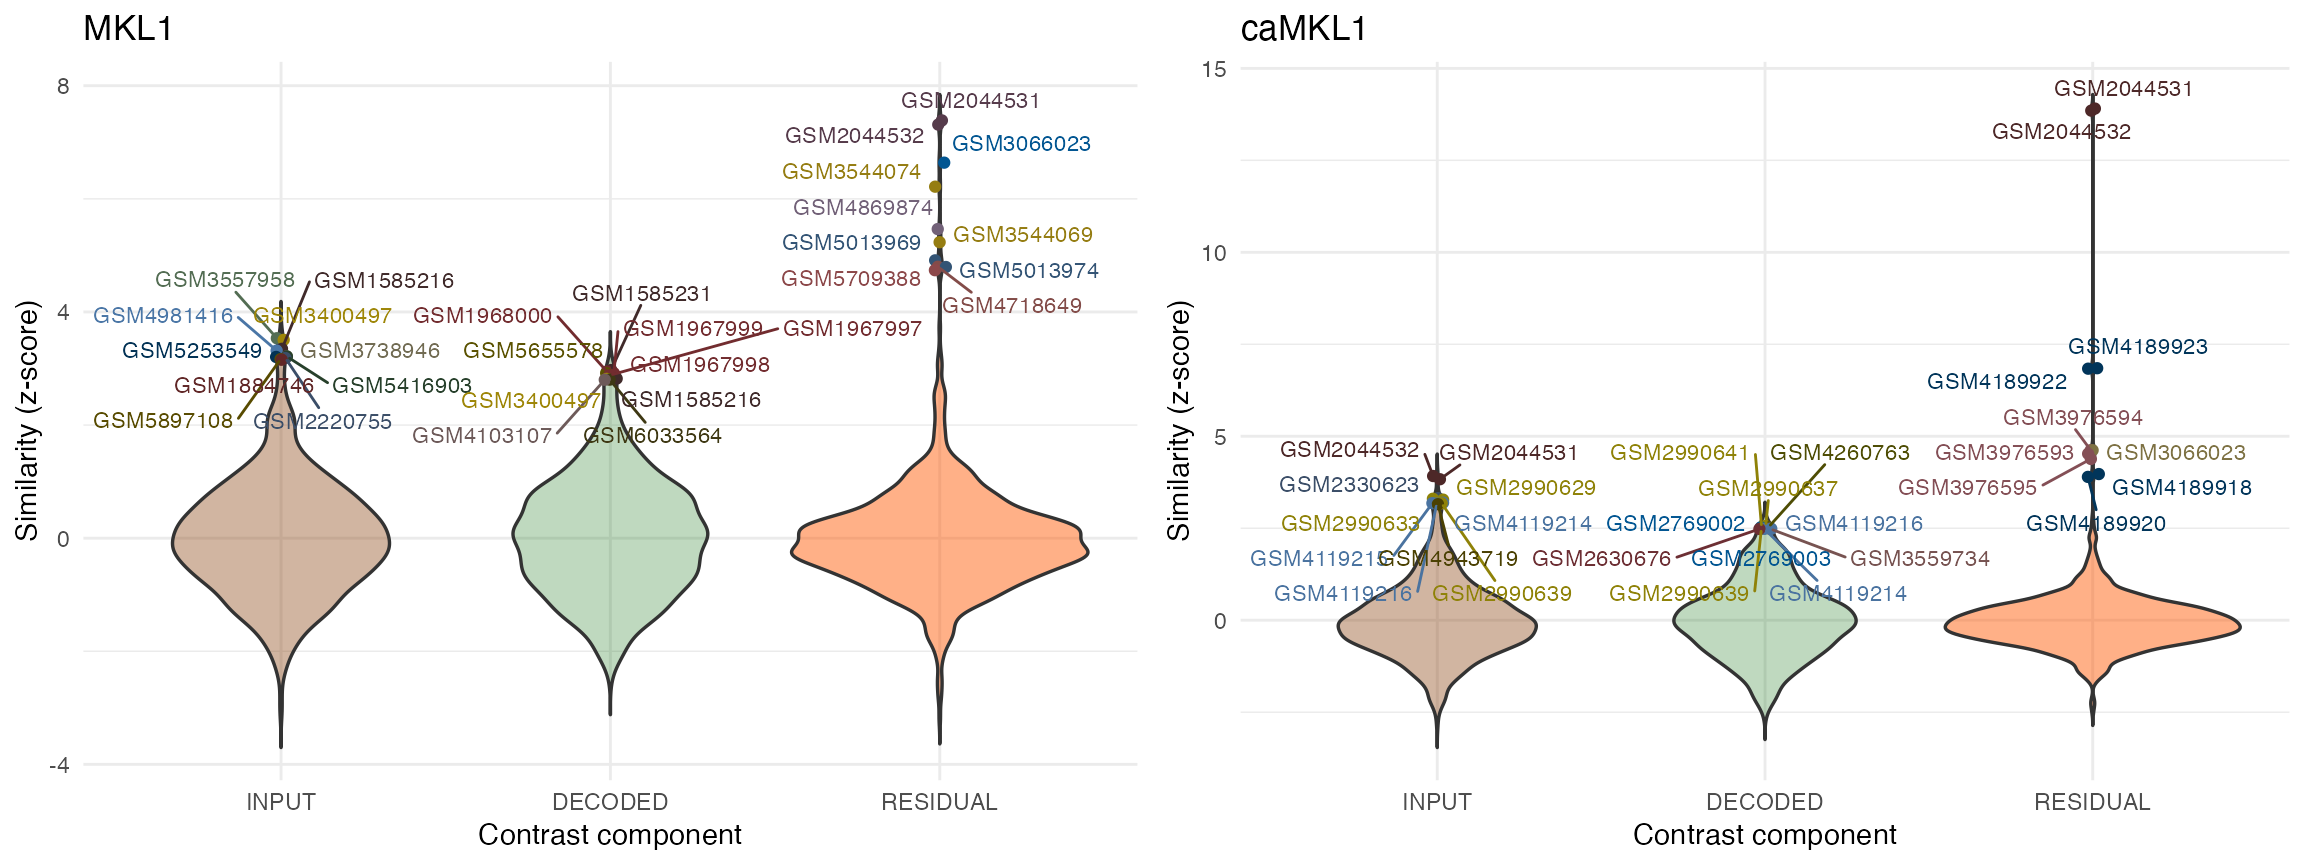 MKL1
caMKL1
Similarity (z-score)
8
4
0
-4
GSM3557958
GSM1585216
GSM4981416
GSM3400497
GSM5253549
GSM3738946
GSM1884746
GSM5416903
GSM5897108
GSM2220755
GSM1585231
GSM1968000
GSM1967999
GSM1967997
GSM5655578
GSM1967998
GSM3400497
GSM1585216
GSM4103107
GSM6033564
GSM2044531
GSM2044532
GSM3066023
GSM3544074
GSM4869874
GSM3544069
GSM5013969
GSM5013974
GSM5709388
GSM4718649
INPUT
DECODED
RESIDUAL
Contrast component
Similarity (z-score)
15
10
5
0
GSM2044532
GSM2044531
GSM2330623
GSM2990629
GSM2990633
GSM4119214
GSM4119215
GSM4943719
GSM4119216
GSM2990639
GSM2990641
GSM4260763
GSM2990637
GSM2769002
GSM4119216
GSM2630676
GSM2769003
GSM3559734
GSM2990639
GSM4119214
GSM2044531
GSM2044532
GSM4189923
GSM4189922
GSM3976594
GSM3976593
GSM3066023
GSM3976595
GSM4189918
GSM4189920
INPUT
DECODED
RESIDUAL
Contrast component